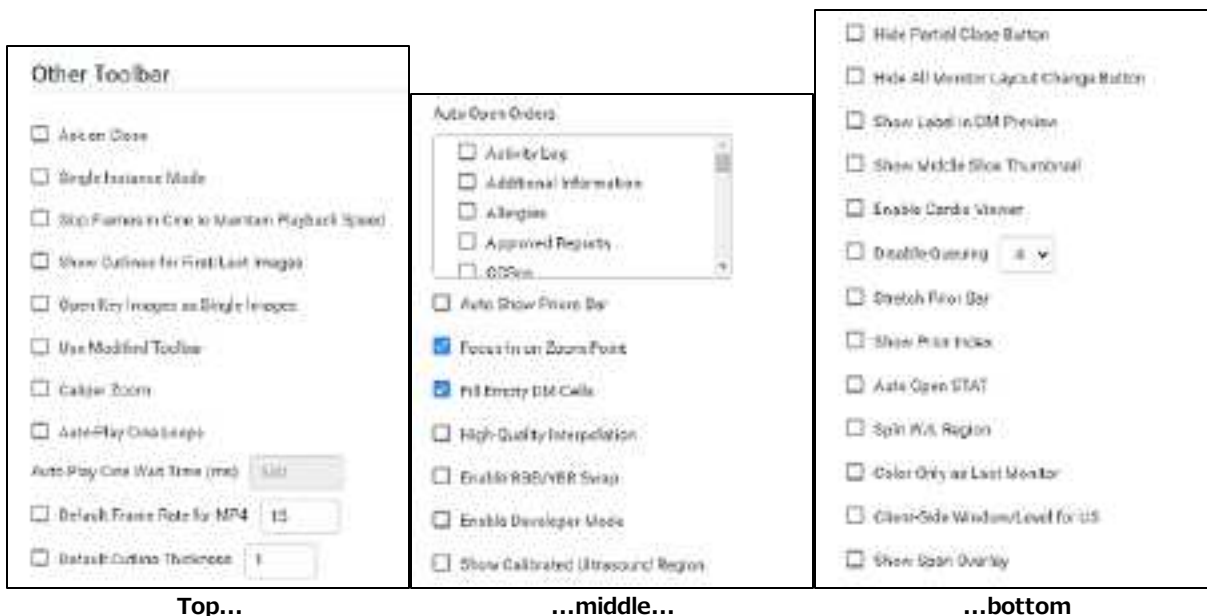 Other Toolbar
Ask on Close
Single Instance Mode
Skip Frames in Cine to Maintain Playback Speed
Show Cutlines for First/Last Images
Open Key Images as Single Images
Use Modified Toolbar
Caliper Zoom
Auto-Play Cine Loops
Auto-Play Cine Wait Time (ms)
Default Frame Rate for MP4 15
Default Cutline Thickness 1
Top...
Auto Open Orders
Activity Log
Additional Information
Allergies
Approved Reports
Auto Show Priors Bar
Focus In on Zoom Point
Fill Empty DM Cells
High-Quality Interpolation
Enable RGB/YBR Swap
Enable Developer Mode
Show Calibrated Ultrasound Region
...middle...
Hide Partial Close Button
Hide All Monitor Layout Change Button
Show Label in DM Preview
Show Middle Slice Thumbnail
Enable Cardio Viewer
Disable Queuing
Stretch Prior Bar
Show Prior Index
Auto Open STAT
Spin W/L Region
Color Only as Last Monitor
Client-Side Window/Level for US
Show Span Overlay
...bottom